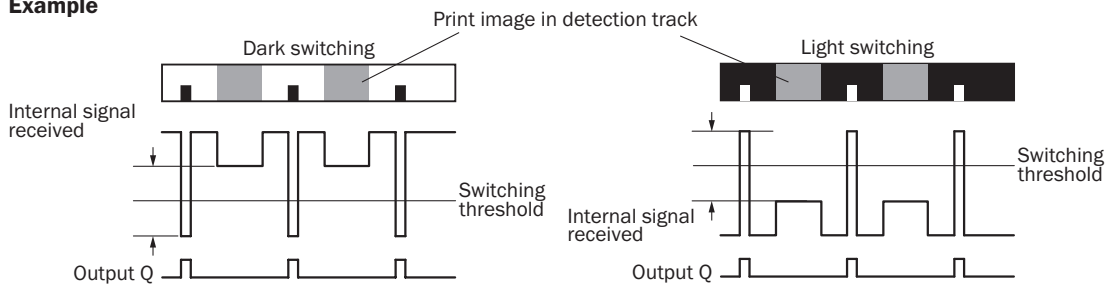 Example
Print image in detection track
Dark switching
Light switching
Internal signal
received
Switching
threshold
Output Q
Switching
threshold
Internal signal
received
Output Q